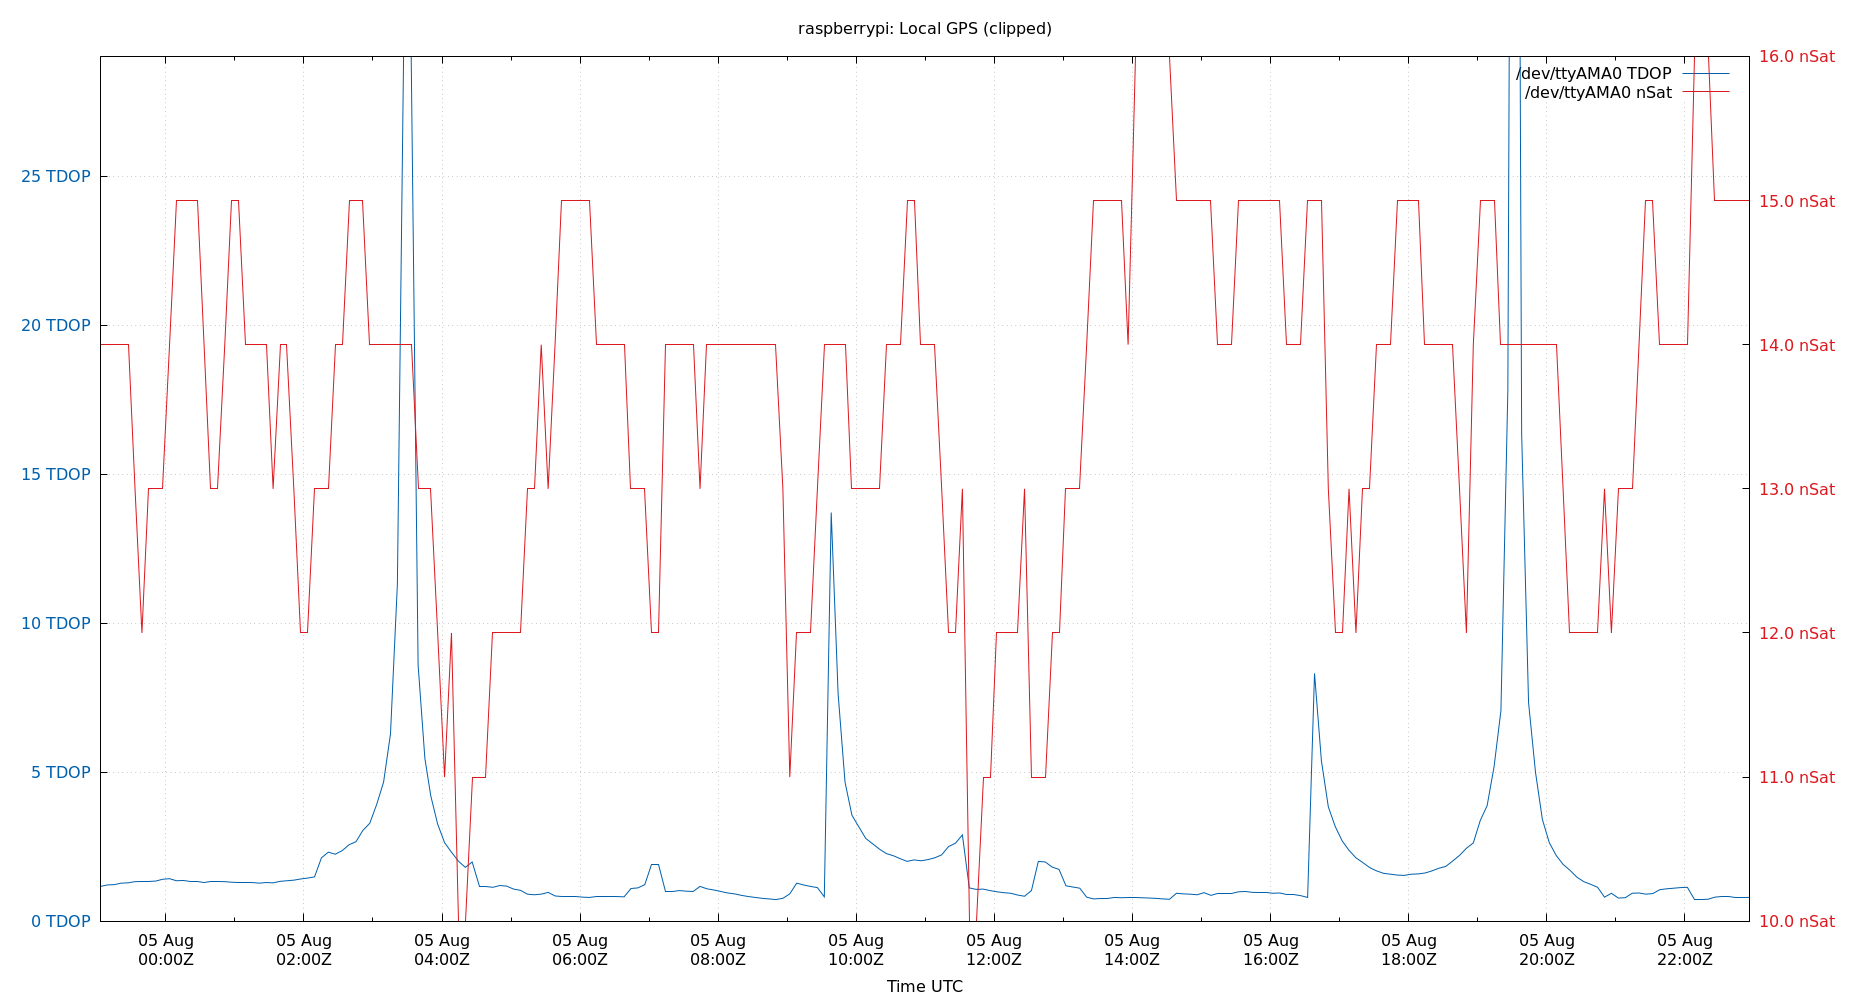 raspberrypi: Local GPS (clipped)
/dev/ttyAMA0 TDOP
/dev/ttyAMA0 nSat
25 TDOP
20 TDOP
15 TDOP
10 TDOP
5 TDOP
0 TDOP
16.0 nSat
15.0 nSat
14.0 nSat
13.0 nSat
12.0 nSat
11.0 nSat
10.0 nSat
05 Aug 05 Aug 05 Aug 05 Aug 05 Aug 05 Aug 05 Aug 05 Aug 05 Aug 05 Aug 05 Aug 05 Aug
00:00Z 02:00Z 04:00Z 06:00Z 08:00Z 10:00Z 12:00Z 14:00Z 16:00Z 18:00Z 20:00Z 22:00Z
Time UTC